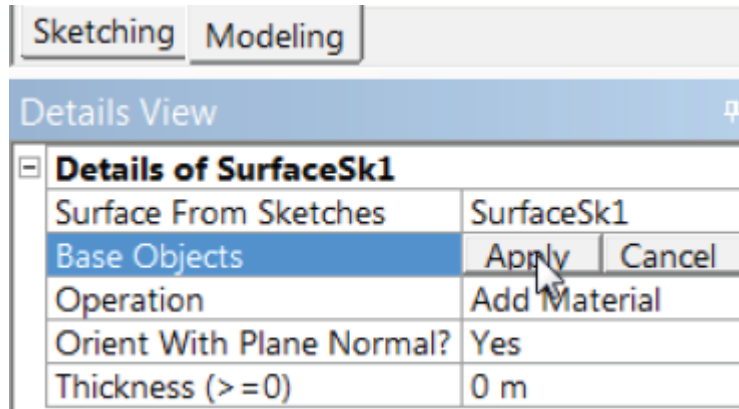 Sketching Modeling
Details View
Details of SurfaceSk1
Surface From Sketches SurfaceSk1
Base Objects Apply Cancel
Operation Add Material
Orient With Plane Normal? Yes
Thickness (>=0) 0 m